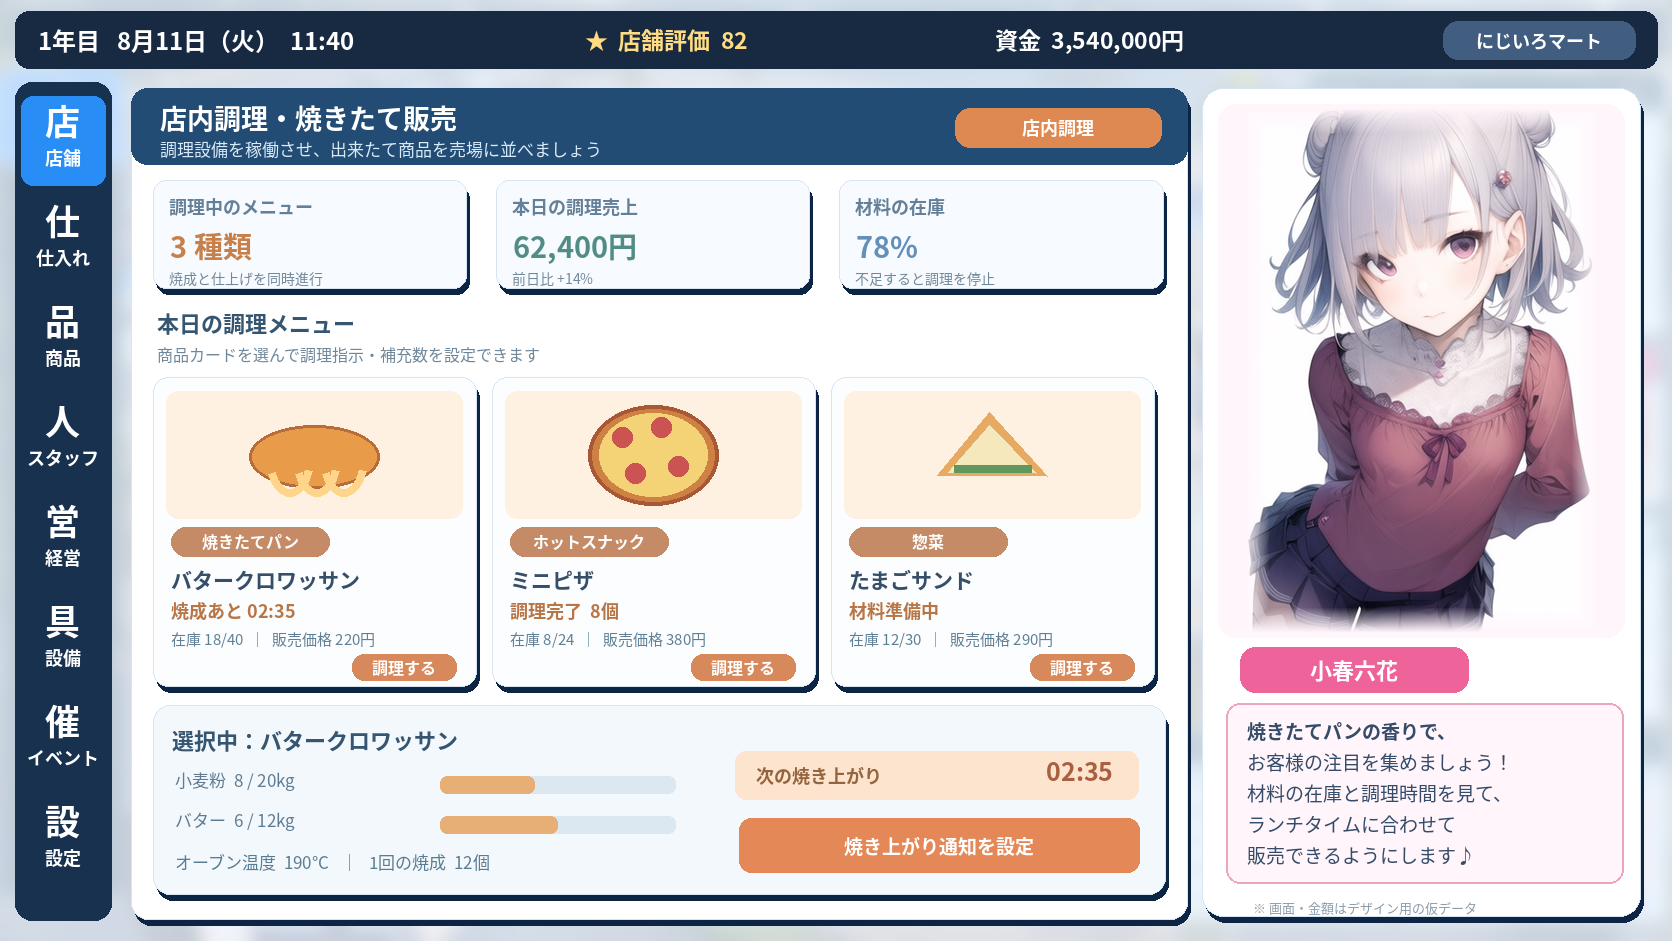 1年目 8月11日（火） 11:40
★ 店舗評価 82
資金 3,540,000円
にじいろマート
店
店舗
仕
仕入れ
品
商品
人
スタッフ
営
経営
具
設備
催
イベント
設
設定
店内調理・焼きたて販売
調理設備を稼働させ、出来たて商品を売場に並べましょう
店内調理
調理中のメニュー
3 種類
焼成と仕上げを同時進行
本日の調理売上
62,400円
前日比 +14%
材料の在庫
78%
不足すると調理を停止
本日の調理メニュー
商品カードを選んで調理指示・補充数を設定できます
焼きたてパン
バタークロワッサン
焼成あと 02:35
在庫 18/40 ｜ 販売価格 220円
調理する
ホットスナック
ミニピザ
調理完了 8個
在庫 8/24 ｜ 販売価格 380円
調理する
惣菜
たまごサンド
材料準備中
在庫 12/30 ｜ 販売価格 290円
調理する
選択中：バタークロワッサン
小麦粉 8 / 20kg
バター 6 / 12kg
オーブン温度 190℃ ｜ 1回の焼成 12個
次の焼き上がり 02:35
焼き上がり通知を設定
小春六花
焼きたてパンの香りで、
お客様の注目を集めましょう！
材料の在庫と調理時間を見て、
ランチタイムに合わせて
販売できるようにします♪
※ 画面・金額はデザイン用の仮データ